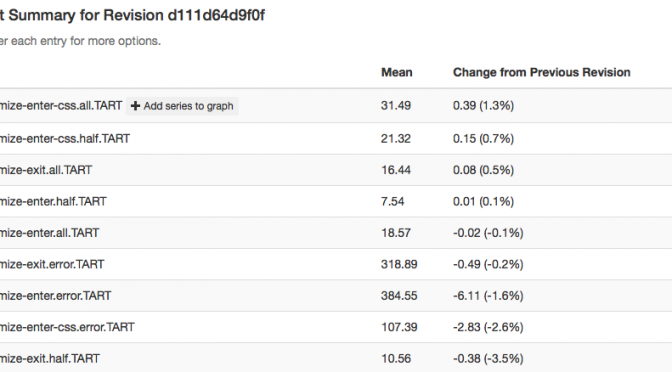 t Summary for Revision d111d64d9f0f
er each entry for more options.
Mean Change from Previous Revision
mize-enter-css.all.TART + Add series to graph 31.49 0.39 (1.3%)
mize-enter-css.half.TART 21.32 0.15 (0.7%)
mize-exit.all.TART 16.44 0.08 (0.5%)
mize-enter.half.TART 7.54 0.01 (0.1%)
mize-enter.all.TART 18.57 -0.02 (-0.1%)
mize-exit.error.TART 318.89 -0.49 (-0.2%)
mize-enter.error.TART 384.55 -6.11 (-1.6%)
mize-enter-css.error.TART 107.39 -2.83 (-2.6%)
mize-exit.half.TART 10.56 -0.38 (-3.5%)